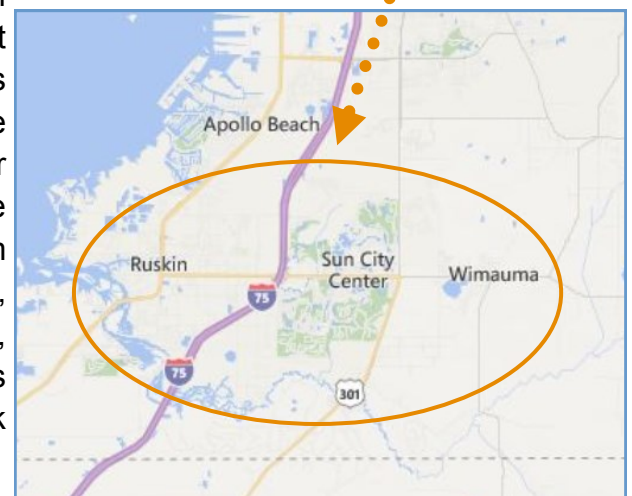 Apollo Beach
Ruskin
Sun City
Center
Wimauma
75
75
301